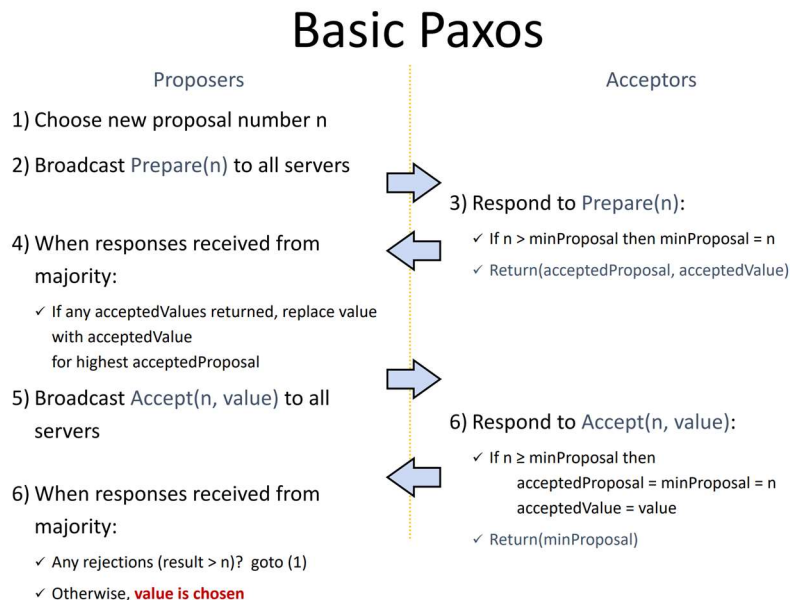 Basic Paxos
Proposers
Acceptors
1) Choose new proposal number n
2) Broadcast Prepare(n) to all servers
3) Respond to Prepare(n):
✓ If n > minProposal then minProposal = n
✓ Return(acceptedProposal, acceptedValue)
4) When responses received from
majority:
✓ If any acceptedValues returned, replace value
with acceptedValue
for highest acceptedProposal
5) Broadcast Accept(n, value) to all
servers
6) Respond to Accept(n, value):
✓ If n ≥ minProposal then
acceptedProposal = minProposal = n
acceptedValue = value
✓ Return(minProposal)
6) When responses received from
majority:
✓ Any rejections (result > n)? goto (1)
✓ Otherwise, value is chosen